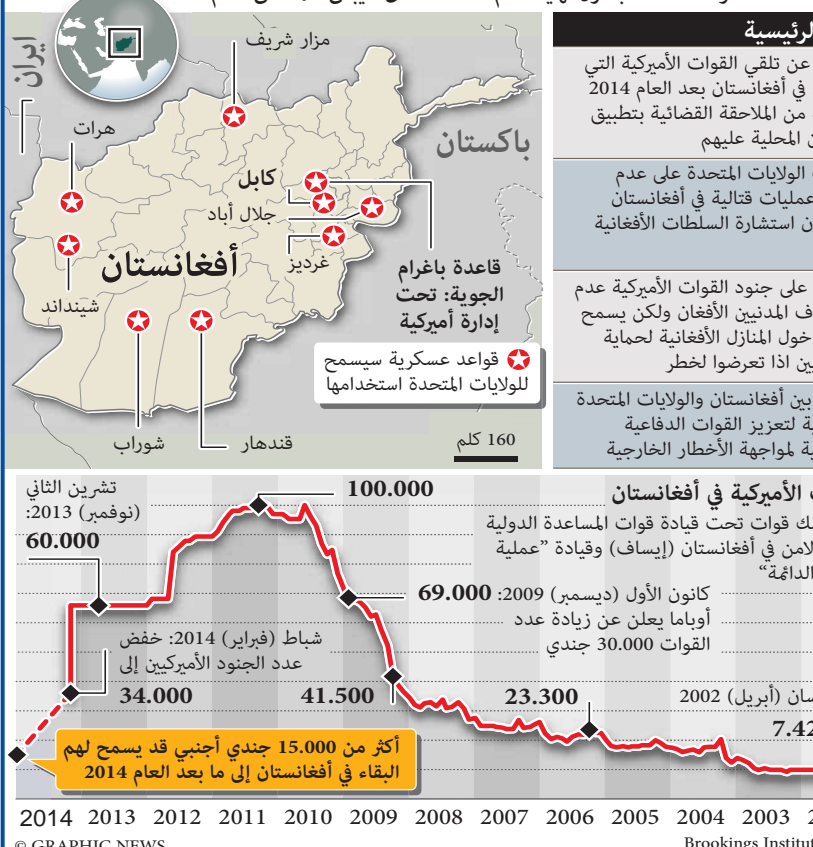 إيران
مزار شريف
هرات
باكستان
كابل
جلال أباد
أفغانستان
غرديز
شينداند
قاعدة باغرام
الجوية: تحت
إدارة أميركية
قواعد عسكرية سيسمح
للولايات المتحدة استخدامها
شوراب
قندهار
160 كلم
الرئيسية
عن تلقي القوات الأميركية التي
في أفغانستان بعد العام 2014
من الملاحقة القضائية بتطبيق
المحلية عليهم
الولايات المتحدة على عدم
عمليات قتالية في أفغانستان
استشارة السلطات الأفغانية
على جنود القوات الأميركية عدم
المدنيين الأفغان ولكن يسمح
المنازل الأفغانية لحماية
اذا تعرضوا لخطر
بين أفغانستان والولايات المتحدة
لتعزيز القوات الدفاعية
لمواجهة الأخطار الخارجية
الأميركية في أفغانستان
قوات تحت قيادة قوات المساعدة الدولية
الامن في أفغانستان (إيساف) وقيادة ”عملية
الدائمة“
تشرين الثاني
(نوفمبر) 2013:
60.000
100.000
كانون الأول (ديسمبر) 2009: 69.000
أوباما يعلن عن زيادة عدد
القوات 30.000 جندي
شباط (فبراير) 2014: خفض
عدد الجنود الأميركيين إلى
34.000
41.500
23.300
(أبريل) 2002
7.42
أكثر من 15.000 جندي أجنبي قد يسمح لهم
البقاء في أفغانستان إلى ما بعد العام 2014
2014 2013 2012 2011 2010 2009 2008 2007 2006 2005 2004 2003
© GRAPHIC NEWS
Brookings Institut